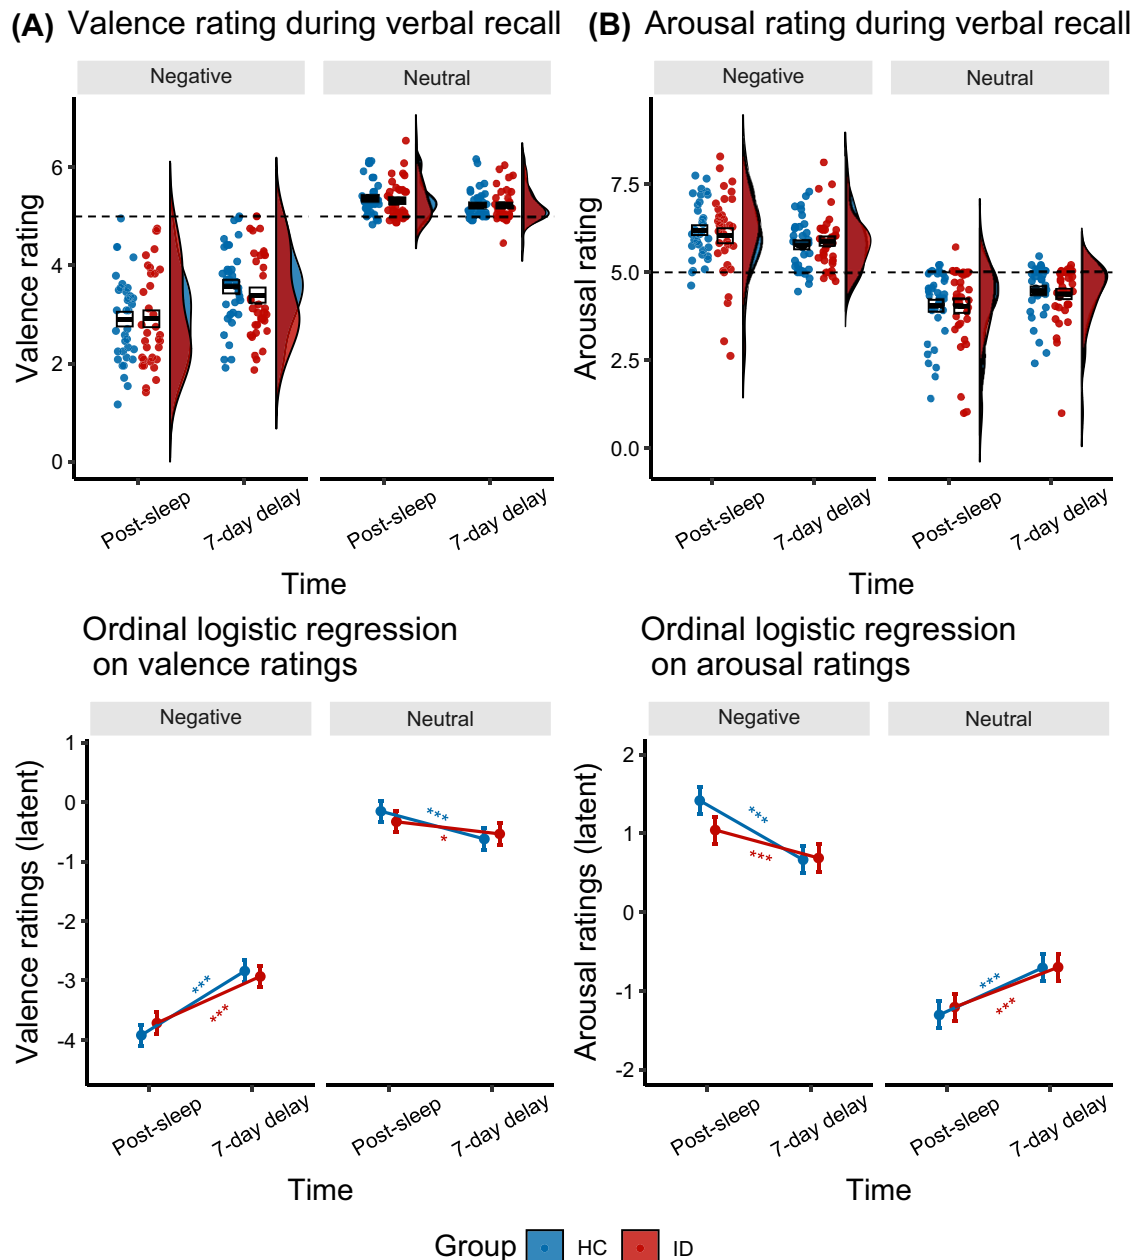 (A) Valence rating during verbal recall
Negative
Neutral
Valence rating
6
4
2
0
Post-sleep
7-day delay
Post-sleep
7-day delay
Time
(B) Arousal rating during verbal recall
Negative
Neutral
Arousal rating
7.5
5.0
2.5
0.0
Post-sleep
7-day delay
Post-sleep
7-day delay
Time
Ordinal logistic regression
on valence ratings
Negative
Neutral
Valence ratings (latent)
1
0
-1
-2
-3
-4
***
***
***
*
Post-sleep
7-day delay
Post-sleep
7-day delay
Time
Ordinal logistic regression
on arousal ratings
Negative
Neutral
Arousal ratings (latent)
2
1
0
-1
-2
***
***
***
***
Post-sleep
7-day delay
Post-sleep
7-day delay
Time
Group HC ID